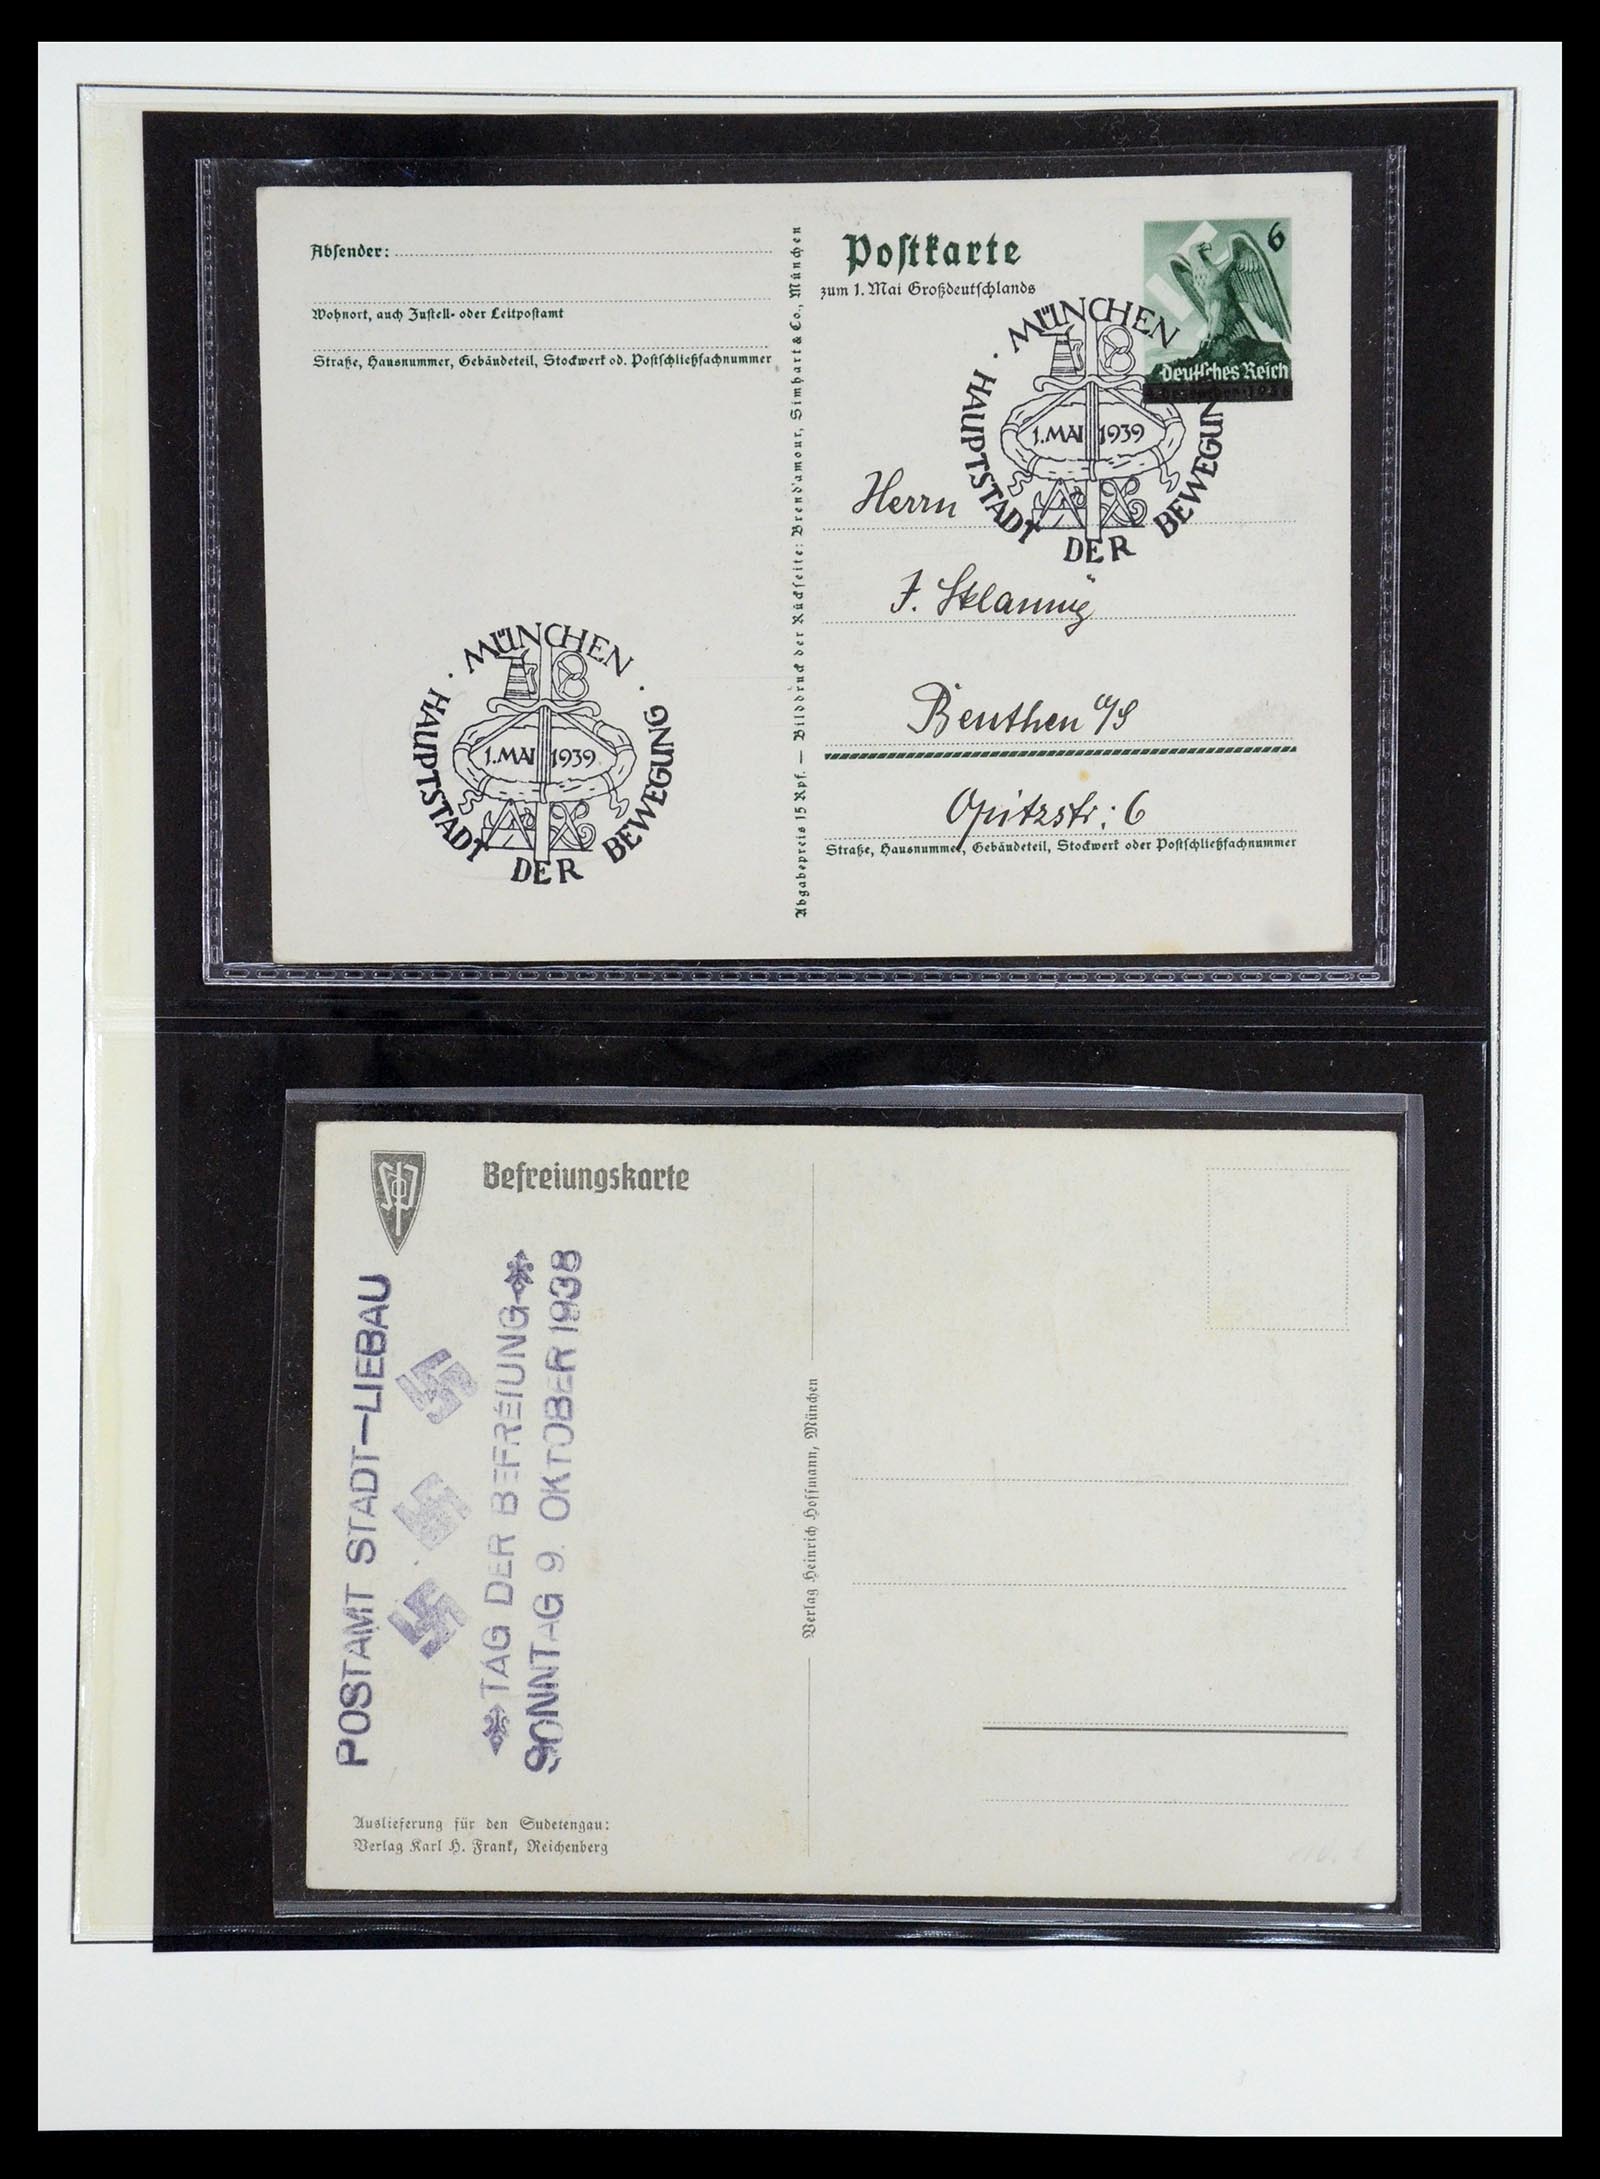 Absender:
Wohnort, auch Zustell- oder Leitpostamt
Straße, Hausnummer, Gebäudeteil, Stockwerk od. Postschließfachnummer
MÜNCHEN
1. MAI 1939
HAUPTSTADT DER BEWEGUNG
Abgabepreis 15 Rpf. — Bilddruck der Rückseite: Brend'amour, Simhart & Co., München
Postkarte
zum 1. Mai Großdeutschlands
6
Deutsches Reich
MÜNCHEN
1. MAI 1939
HAUPTSTADT DER BEWEGUNG
Herrn
Beuthen O/S
Opitzstr. 6
Straße, Hausnummer, Gebäudeteil, Stockwerk oder Postschließfachnummer
Befreiungskarte
POSTAMT STADT-LIEBAU
TAG DER BEFREIUNG
SONNTAG 9. OKTOBER 1938
Auslieferung für den Sudetengau:
Verlag Karl H. Frank, Reichenberg
Verlag Heinrich Hoffmann, München